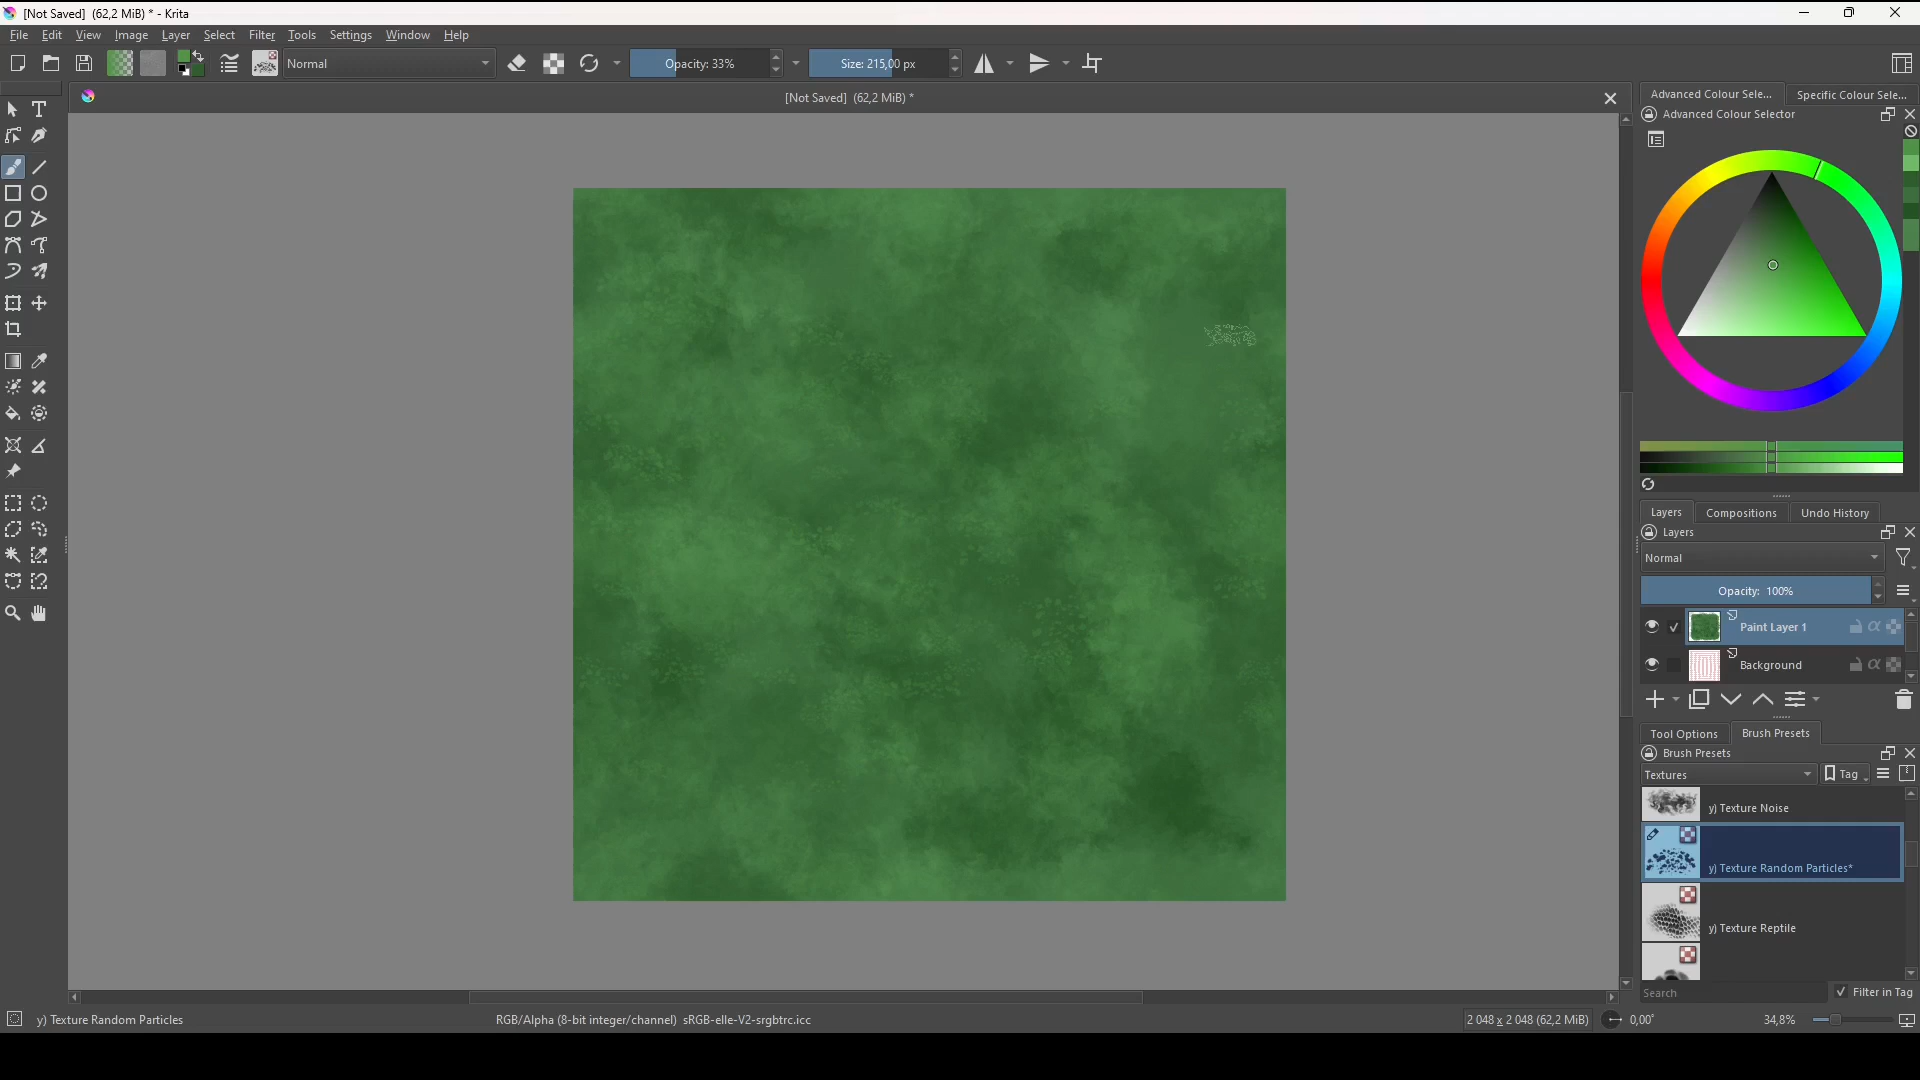 [Not Saved] (62,2 MiB) * - Krita
File Edit View Image Layer Select Filter Tools Settings Window Help
Normal
Opacity: 33%
Size: 215,00 px
[Not Saved] (62,2 MiB) *
Advanced Colour Sele...
Specific Colour Sele...
Advanced Colour Selector
Layers
Compositions
Undo History
Layers
Normal
Opacity: 100%
Paint Layer 1
Background
Tool Options
Brush Presets
Brush Presets
Textures
Tag
y) Texture Noise
y) Texture Random Particles*
y) Texture Reptile
Search
Filter in Tag
y) Texture Random Particles
RGB/Alpha (8-bit integer/channel) sRGB-elle-V2-srgbtrc.icc
2 048 x 2 048 (62,2 MiB)
0,00°
34,8%